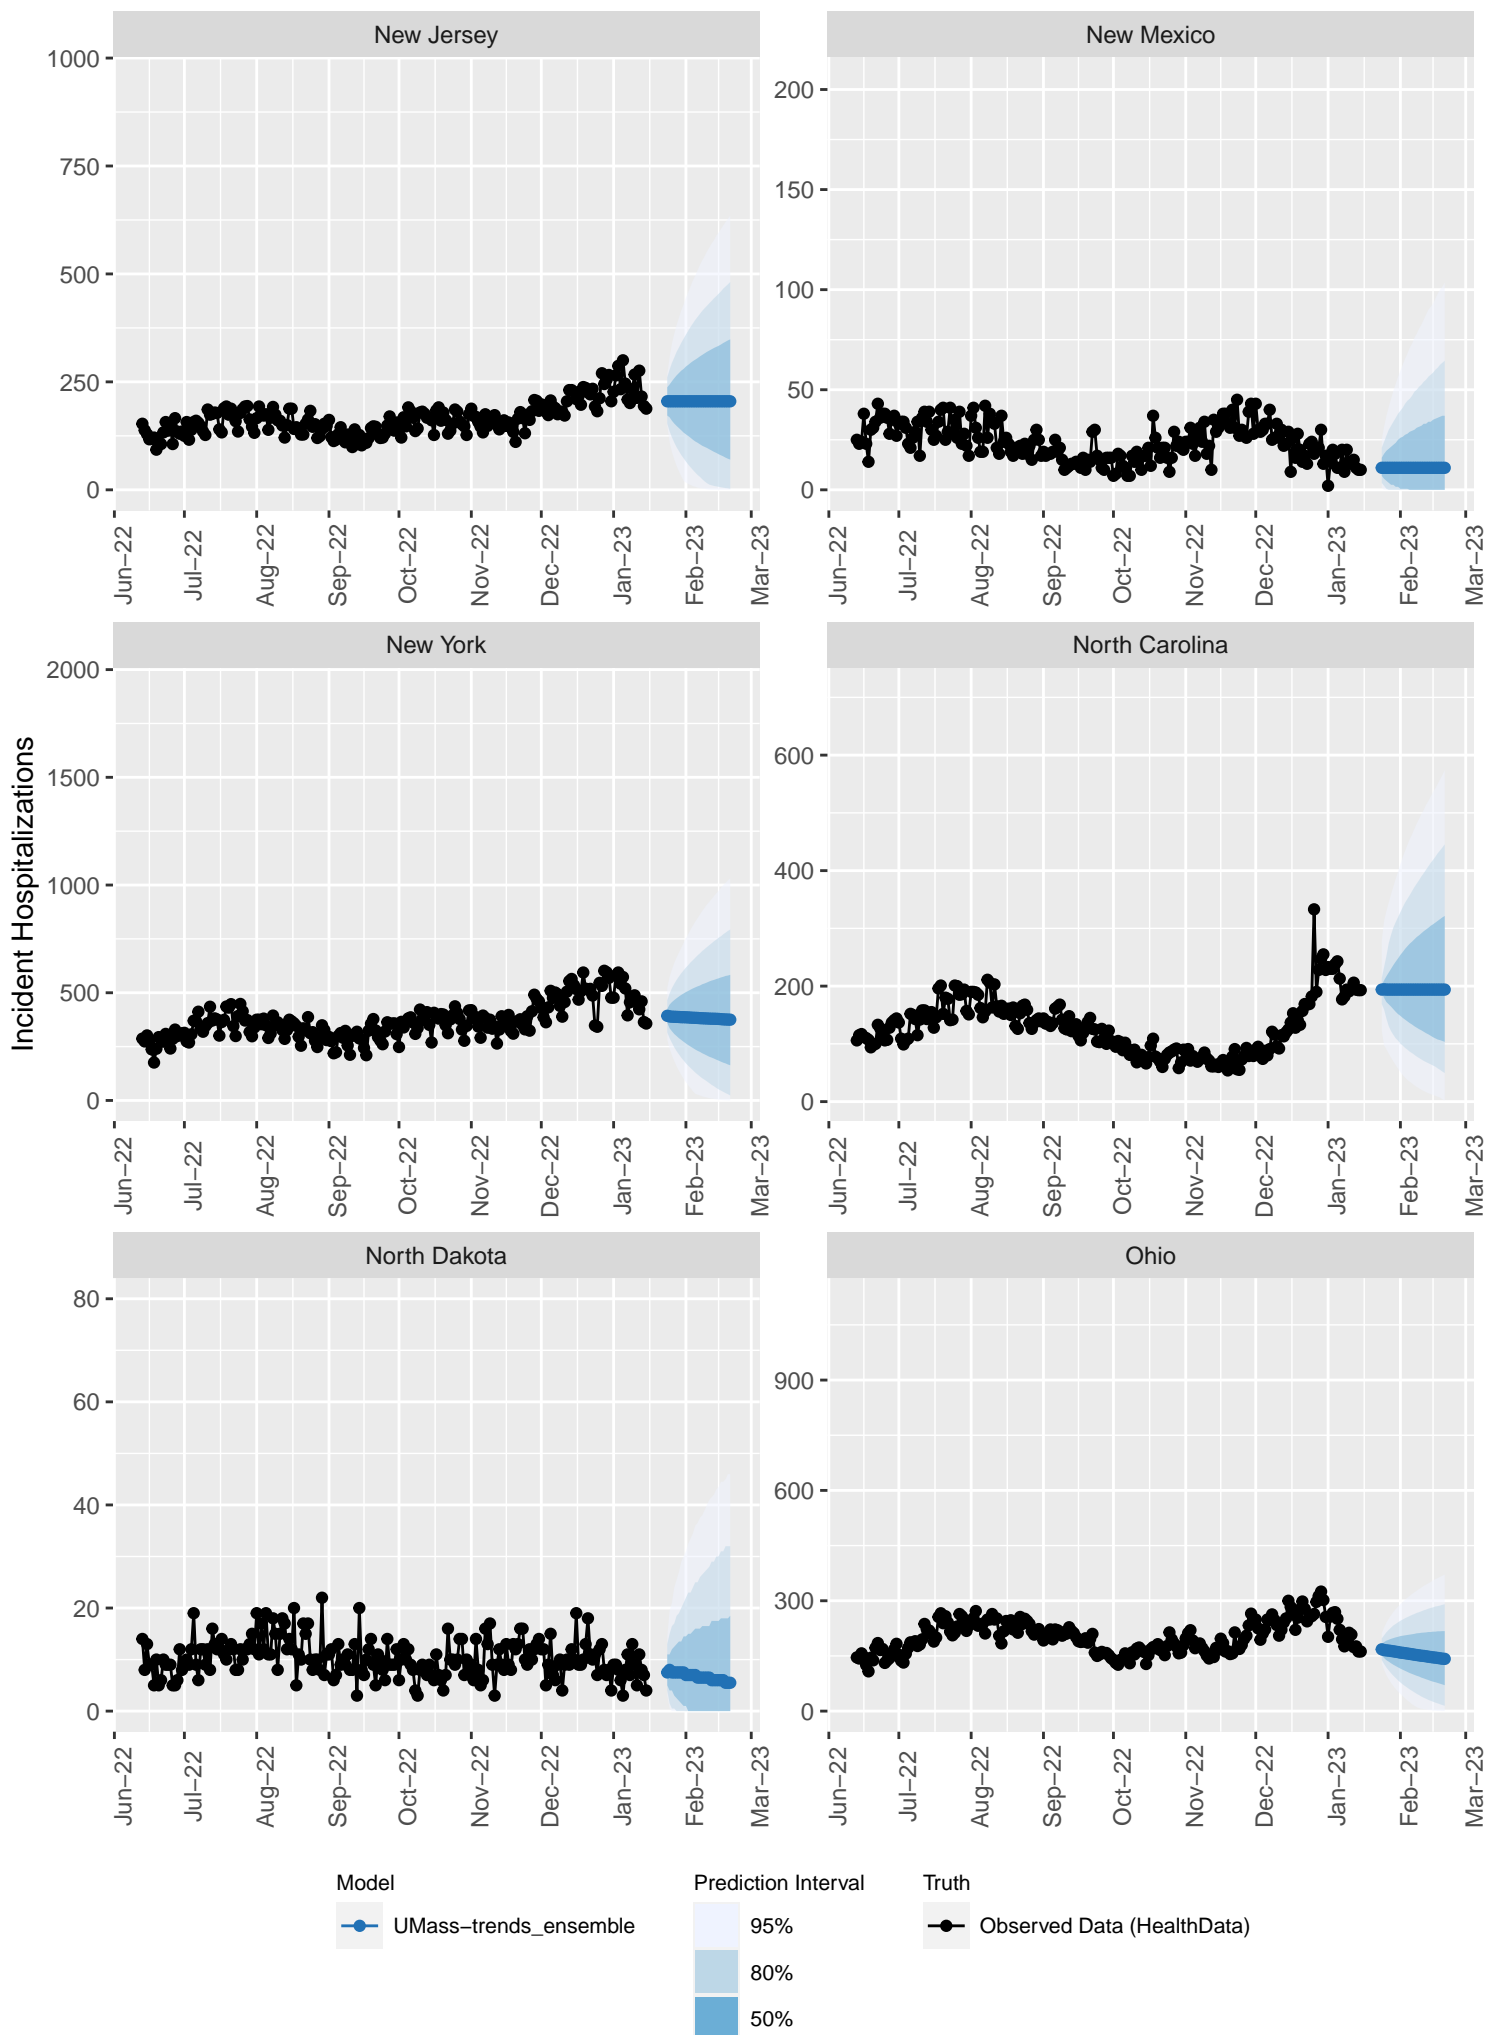 New Jersey
New Mexico
1000
750
500
250
0
200
150
100
50
0
Jun−22
Jul−22
Aug−22
Sep−22
Oct−22
Nov−22
Dec−22
Jan−23
Feb−23
Mar−23
Jun−22
Jul−22
Aug−22
Sep−22
Oct−22
Nov−22
Dec−22
Jan−23
Feb−23
Mar−23
Incident Hospitalizations
New York
North Carolina
2000
1500
1000
500
0
600
400
200
0
Jun−22
Jul−22
Aug−22
Sep−22
Oct−22
Nov−22
Dec−22
Jan−23
Feb−23
Mar−23
Jun−22
Jul−22
Aug−22
Sep−22
Oct−22
Nov−22
Dec−22
Jan−23
Feb−23
Mar−23
North Dakota
Ohio
80
60
40
20
0
900
600
300
0
Jun−22
Jul−22
Aug−22
Sep−22
Oct−22
Nov−22
Dec−22
Jan−23
Feb−23
Mar−23
Jun−22
Jul−22
Aug−22
Sep−22
Oct−22
Nov−22
Dec−22
Jan−23
Feb−23
Mar−23
Model
UMass−trends_ensemble
Prediction Interval
95%
80%
50%
Truth
Observed Data (HealthData)